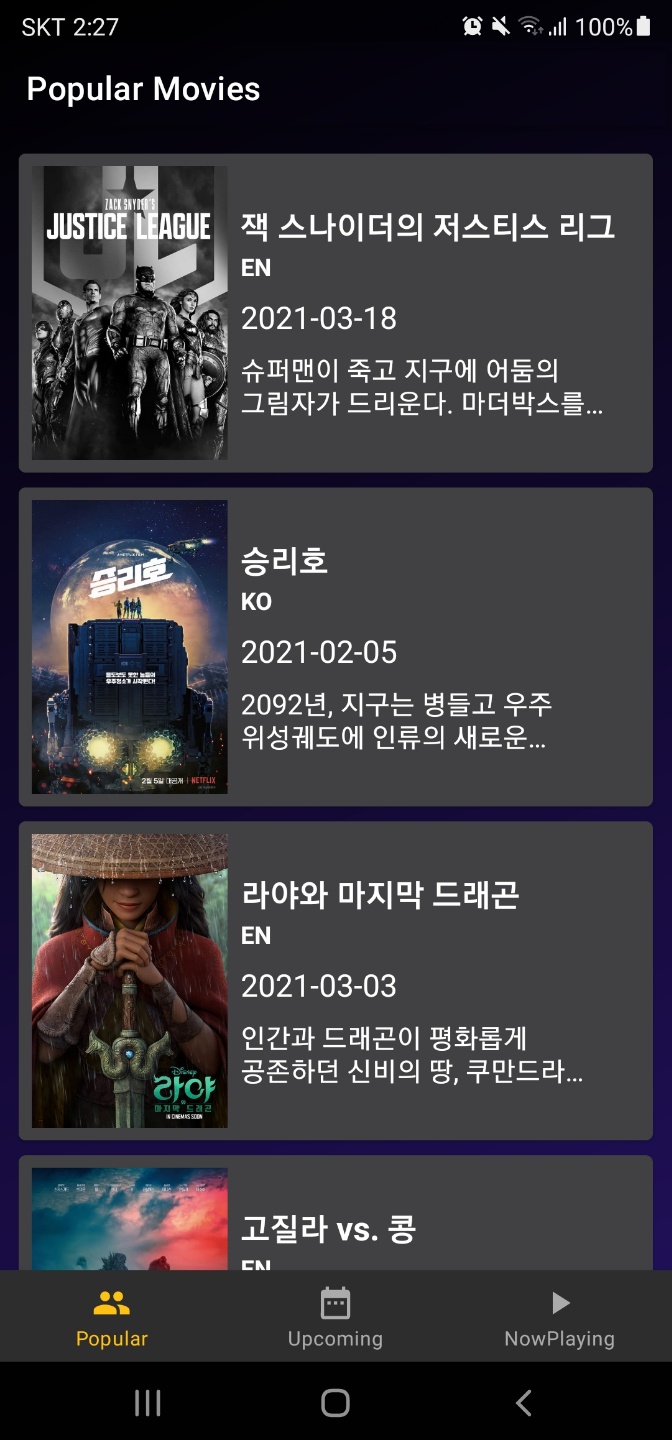 SKT 2:27
100%
Popular Movies
ZACK SNYDER'S
JUSTICE LEAGUE
잭 스나이더의 저스티스 리그
EN
2021-03-18
슈퍼맨이 죽고 지구에 어둠의
그림자가 드리운다. 마더박스를…
승리호
2월 5일 대공개 | NETFLIX
승리호
KO
2021-02-05
2092년, 지구는 병들고 우주
위성궤도에 인류의 새로운…
Disney
라야
와
마지막 드래곤
IN CINEMAS SOON
라야와 마지막 드래곤
EN
2021-03-03
인간과 드래곤이 평화롭게
공존하던 신비의 땅, 쿠만드라…
고질라 vs. 콩
EN
Popular
Upcoming
NowPlaying